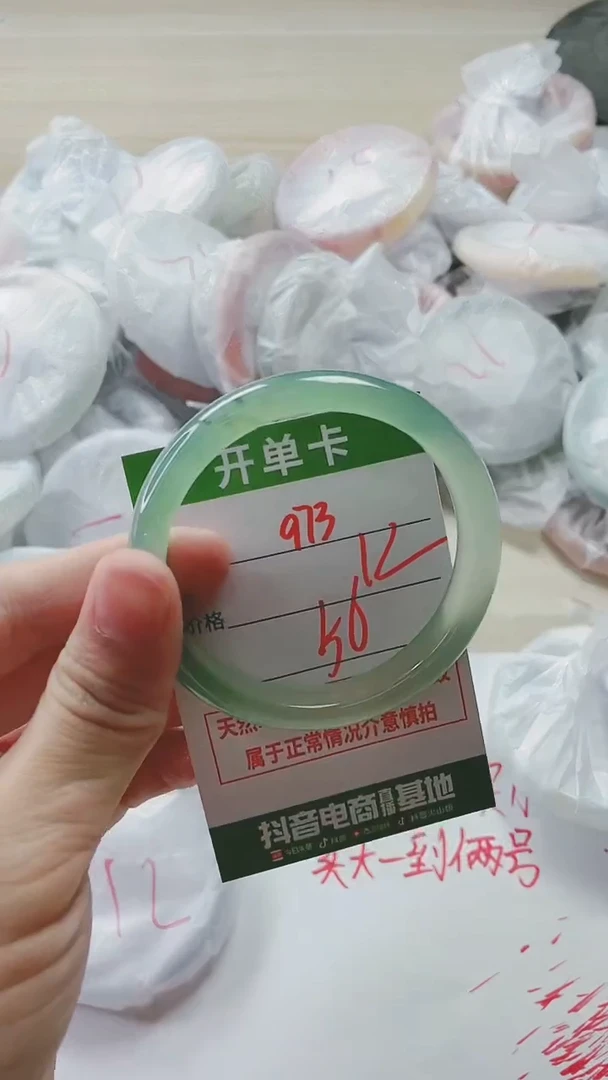 开单卡
973
12
价格
56
天然
属于正常情况介意慎拍
抖音电商直播基地
买大一到俩号
12